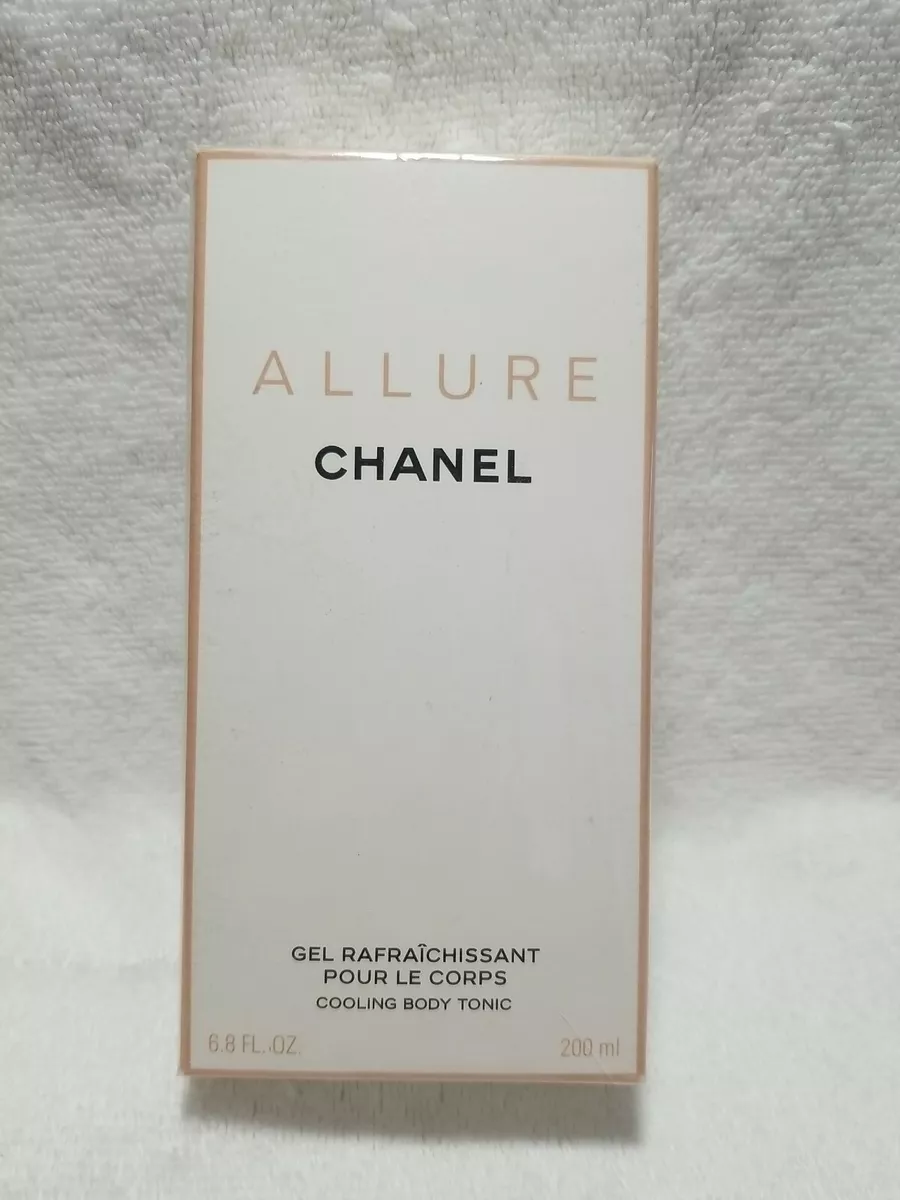 ALLURE
CHANEL
GEL RAFRAÎCHISSANT
POUR LE CORPS
COOLING BODY TONIC
6.8 FL. OZ. 200 ml